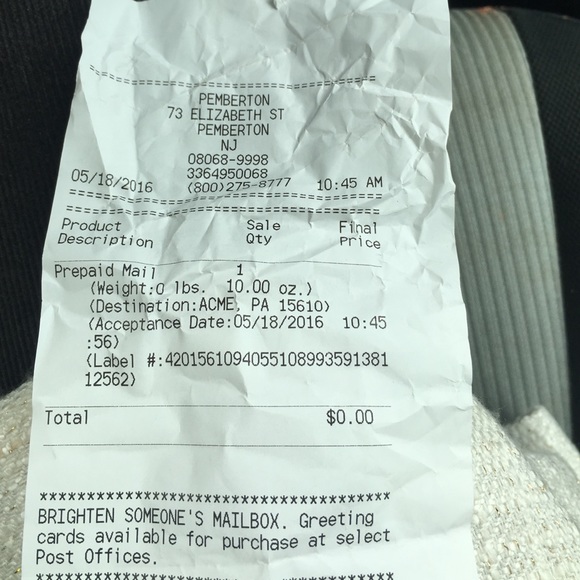 ==================================
PEMBERTON
73 ELIZABETH ST
PEMBERTON
NJ
08068-9998
3364950068
05/18/2016 (800)275-8777 10:45 AM
==================================
==================================
Product Sale Final
Description Qty Price
Prepaid Mail 1
(Weight:0 lbs. 10.00 oz.)
(Destination:ACME, PA 15610)
(Acceptance Date:05/18/2016 10:45
:56)
(Label #:4201561094055108993591381
12562)
Total $0.00
************************************
BRIGHTEN SOMEONE'S MAILBOX. Greeting
cards available for purchase at select
Post Offices.
************************************